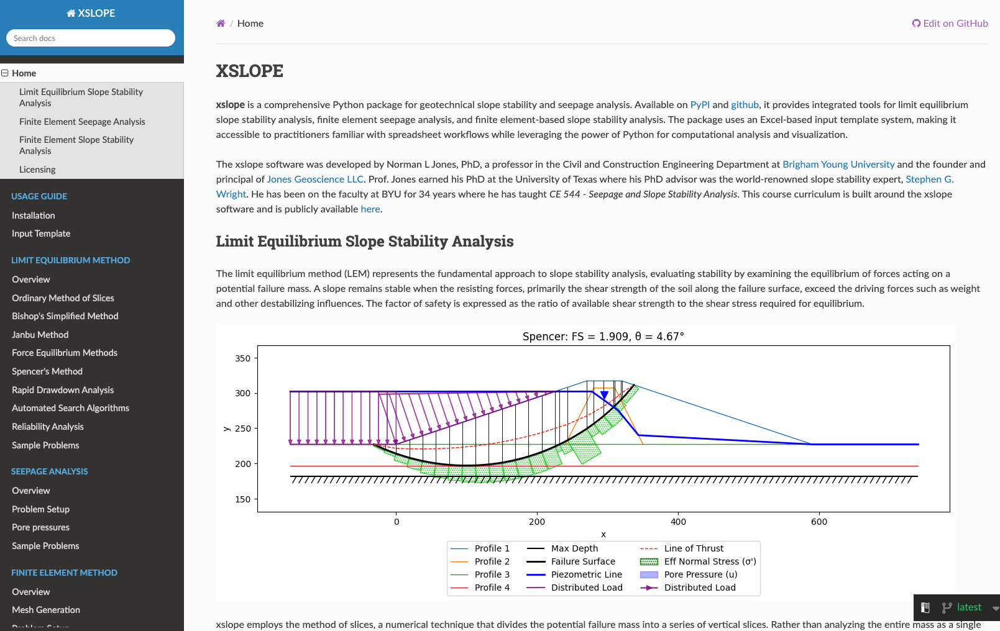 XSLOPE
Search docs
Home
Limit Equilibrium Slope Stability
Analysis
Finite Element Seepage Analysis
Finite Element Slope Stability
Analysis
Licensing
USAGE GUIDE
Installation
Input Template
LIMIT EQUILIBRIUM METHOD
Overview
Ordinary Method of Slices
Bishop's Simplified Method
Janbu Method
Force Equilibrium Methods
Spencer's Method
Rapid Drawdown Analysis
Automated Search Algorithms
Reliability Analysis
Sample Problems
SEEPAGE ANALYSIS
Overview
Problem Setup
Pore pressures
Sample Problems
FINITE ELEMENT METHOD
Overview
Mesh Generation
Problem Setup
/ Home
Edit on GitHub
XSLOPE
xslope is a comprehensive Python package for geotechnical slope stability and seepage analysis. Available on PyPI and github, it provides integrated tools for limit equilibrium
slope stability analysis, finite element seepage analysis, and finite element-based slope stability analysis. The package uses an Excel-based input template system, making it
accessible to practitioners familiar with spreadsheet workflows while leveraging the power of Python for computational analysis and visualization.
The xslope software was developed by Norman L Jones, PhD, a professor in the Civil and Construction Engineering Department at Brigham Young University and the founder and
principal of Jones Geoscience LLC. Prof. Jones earned his PhD at the University of Texas where his PhD advisor was the world-renowned slope stability expert, Stephen G.
Wright. He has been on the faculty at BYU for 34 years where he has taught CE 544 - Seepage and Slope Stability Analysis. This course curriculum is built around the xslope
software and is publicly available here.
Limit Equilibrium Slope Stability Analysis
The limit equilibrium method (LEM) represents the fundamental approach to slope stability analysis, evaluating stability by examining the equilibrium of forces acting on a
potential failure mass. A slope remains stable when the resisting forces, primarily the shear strength of the soil along the failure surface, exceed the driving forces such as weight
and other destabilizing influences. The factor of safety is expressed as the ratio of available shear strength to the shear stress required for equilibrium.
Spencer: FS = 1.909, θ = 4.67°
350
300
250
200
150
y
0 200 400 600
x
Profile 1 Max Depth Line of Thrust
Profile 2 Failure Surface Eff Normal Stress (σ')
Profile 3 Piezometric Line Pore Pressure (u)
Profile 4 Distributed Load Distributed Load
latest
xslope employs the method of slices, a numerical technique that divides the potential failure mass into a series of vertical slices. Rather than analyzing the entire mass as a single